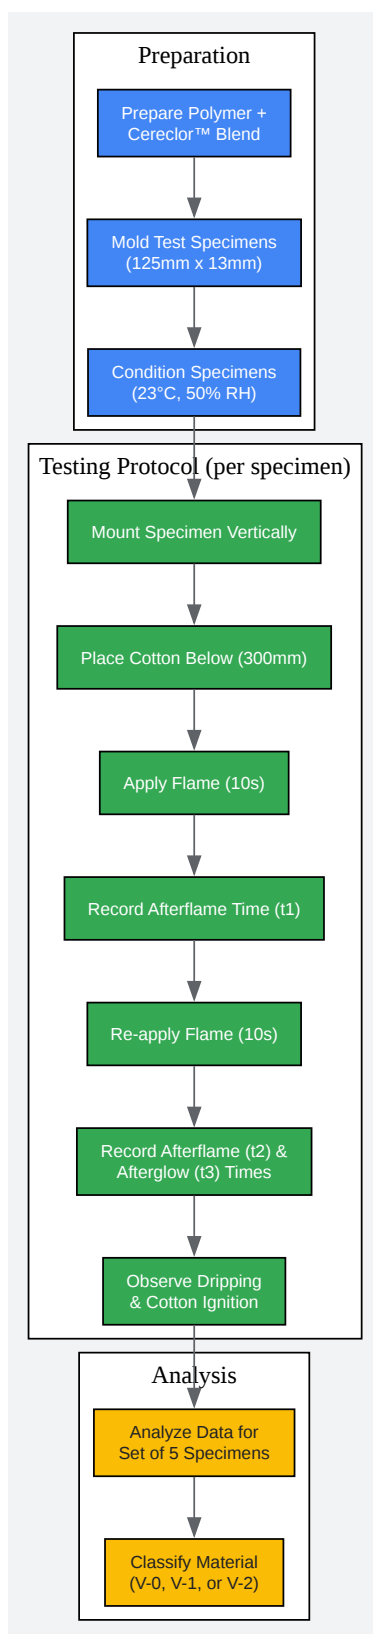 Preparation
Prepare Polymer +
Cereclor™ Blend
Mold Test Specimens
(125mm x 13mm)
Condition Specimens
(23°C, 50% RH)
Testing Protocol (per specimen)
Mount Specimen Vertically
Place Cotton Below (300mm)
Apply Flame (10s)
Record Afterflame Time (t1)
Re-apply Flame (10s)
Record Afterflame (t2) &
Afterglow (t3) Times
Observe Dripping
& Cotton Ignition
Analysis
Analyze Data for
Set of 5 Specimens
Classify Material
(V-0, V-1, or V-2)